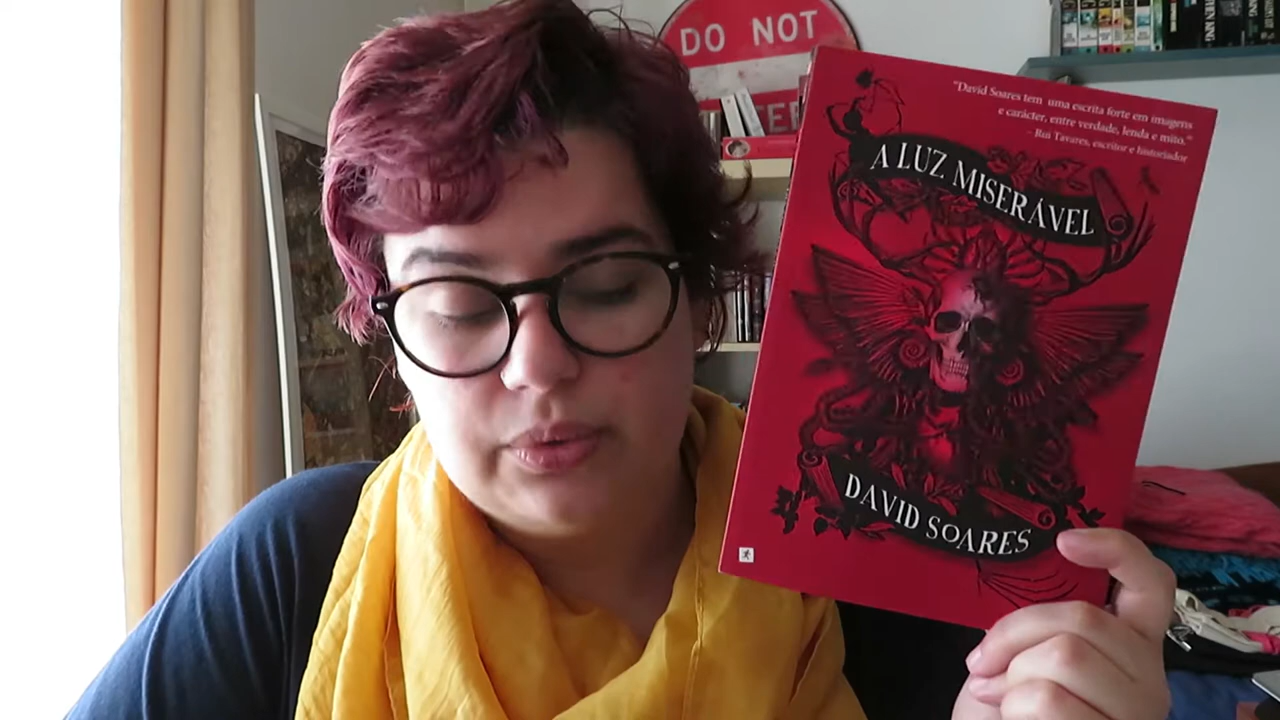 DO NOT
"David Soares tem uma escrita forte em imagens
e carácter, entre verdade, lenda e mito."
– Rui Tavares, escritor e historiador
A LUZ MISERÁVEL
DAVID SOARES